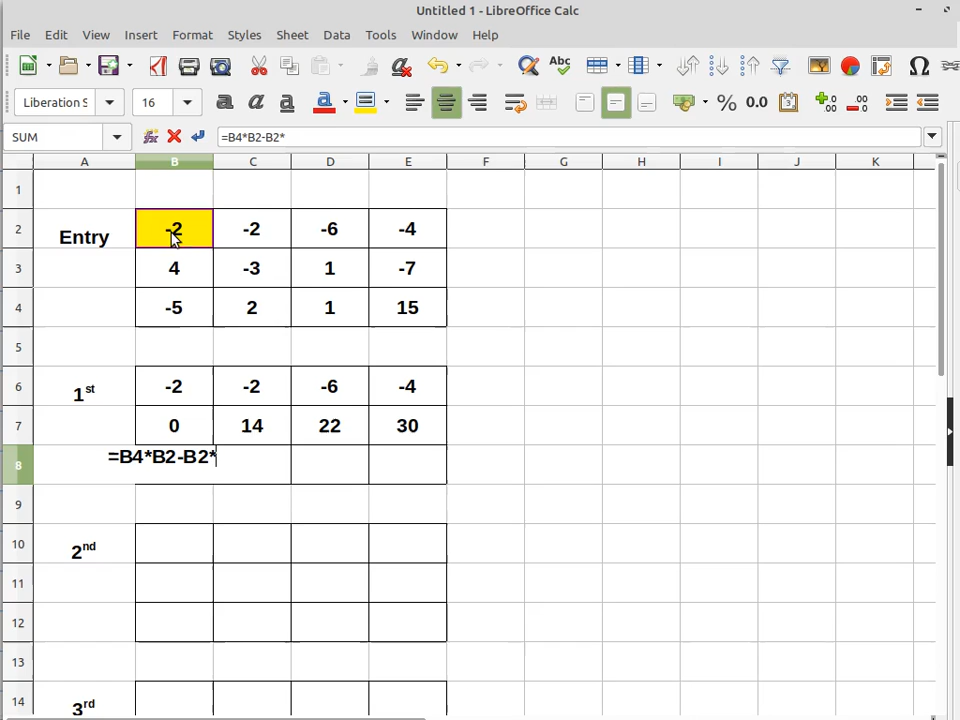 Untitled 1 - LibreOffice Calc
File Edit View Insert Format Styles Sheet Data Tools Window Help
Liberation S 16 % 0.0
SUM =B4*B2-B2*
A B C D E F G H I J K
1
2 Entry -2 -2 -6 -4
3 4 -3 1 -7
4 -5 2 1 15
5
6 1st -2 -2 -6 -4
7 0 14 22 30
8 =B4*B2-B2*
9
10 2nd
11
12
13
14 3rd